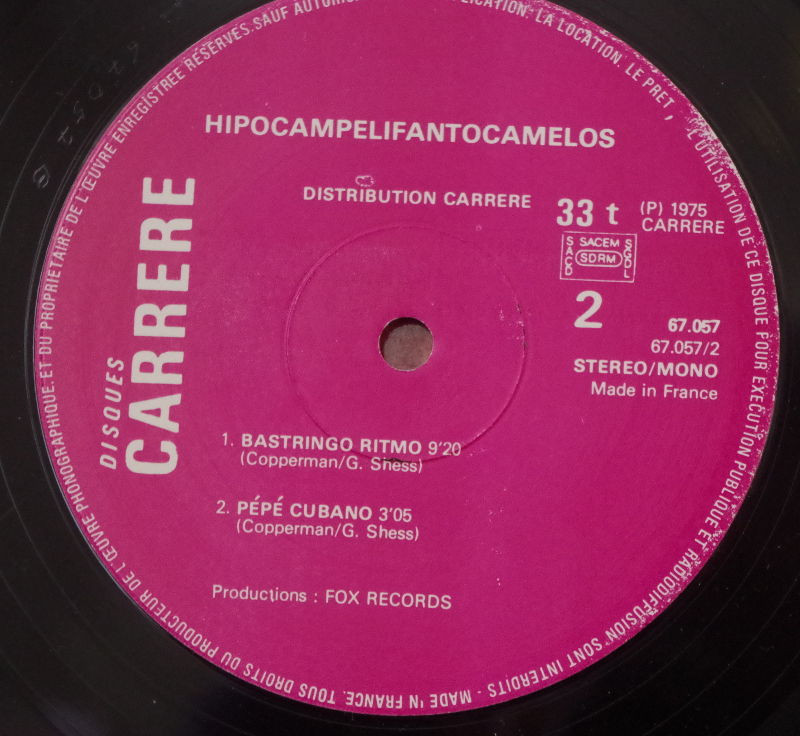 HIPOCAMPELIFANTOCAMELOS
DISTRIBUTION CARRERE
33 t
(P) 1975
CARRERE
SACD
SACEM
SDRM
SGDL
2
67.057
67.057/2
STEREO/MONO
Made in France
DISQUES
CARRERE
1. BASTRINGO RITMO 9'20
(Copperman/G. Shess)
2. PÉPÉ CUBANO 3'05
(Copperman/G. Shess)
Productions : FOX RECORDS
MADE IN FRANCE. TOUS DROITS DU PRODUCTEUR DE L'ŒUVRE PHONOGRAPHIQUE.ET DU PROPRIETAIRE DE L'ŒUVRE ENREGISTREE RÉSERVÉS.SAUF LA LOCATION. LE PRET, L'UTILISATION DE CE DISQUE POUR EXECUTION PUBLIQUE ET RADIODIFFUSION SONT INTERDITS -